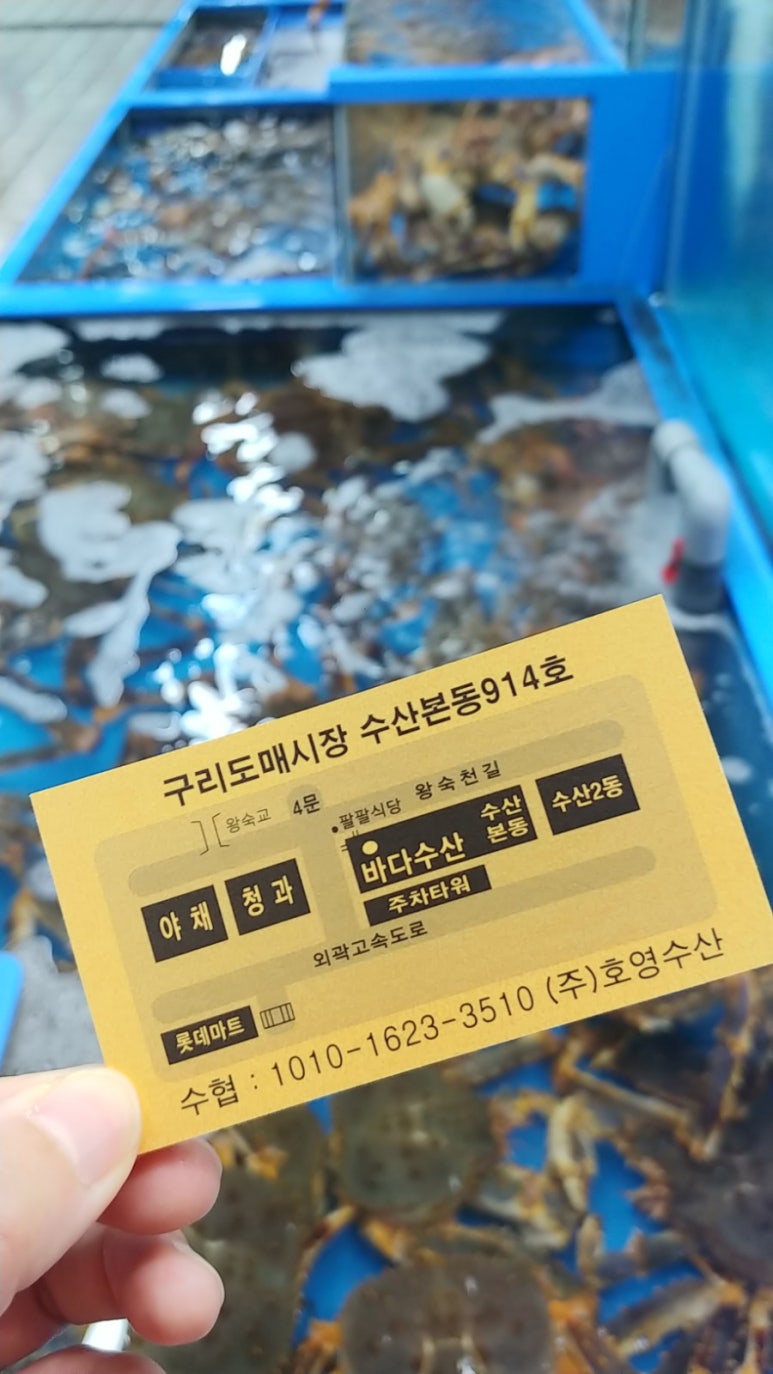 구리도매시장 수산본동914호
왕숙교 4문 •팔팔식당 왕숙천길
수산
본동
수산2동
바다수산
야채 청과
주차타워
외곽고속도로
롯데마트
수협 : 1010-1623-3510 (주)호영수산